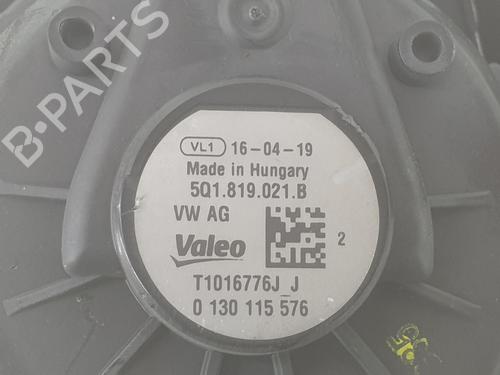 B-PARTS
VL1 16-04-19
Made in Hungary
5Q1.819.021.B
VW AG
Valeo
2
T1016776J_J
0 130 115 576